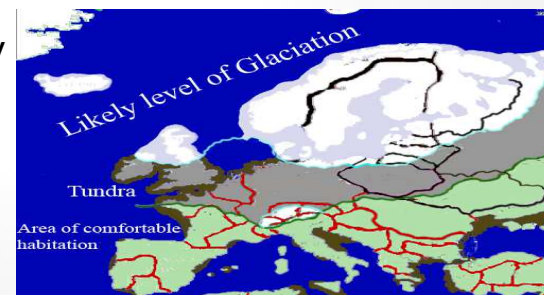 Likely level of Glaciation
Tundra
Area of comfortable
habitation